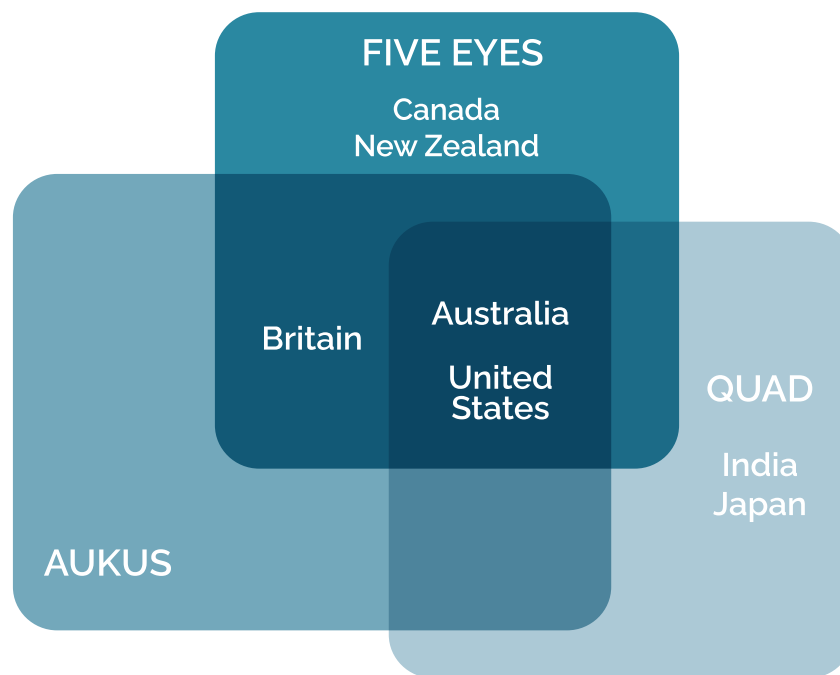 FIVE EYES
Canada
New Zealand
Britain
Australia
United
States
QUAD
India
Japan
AUKUS